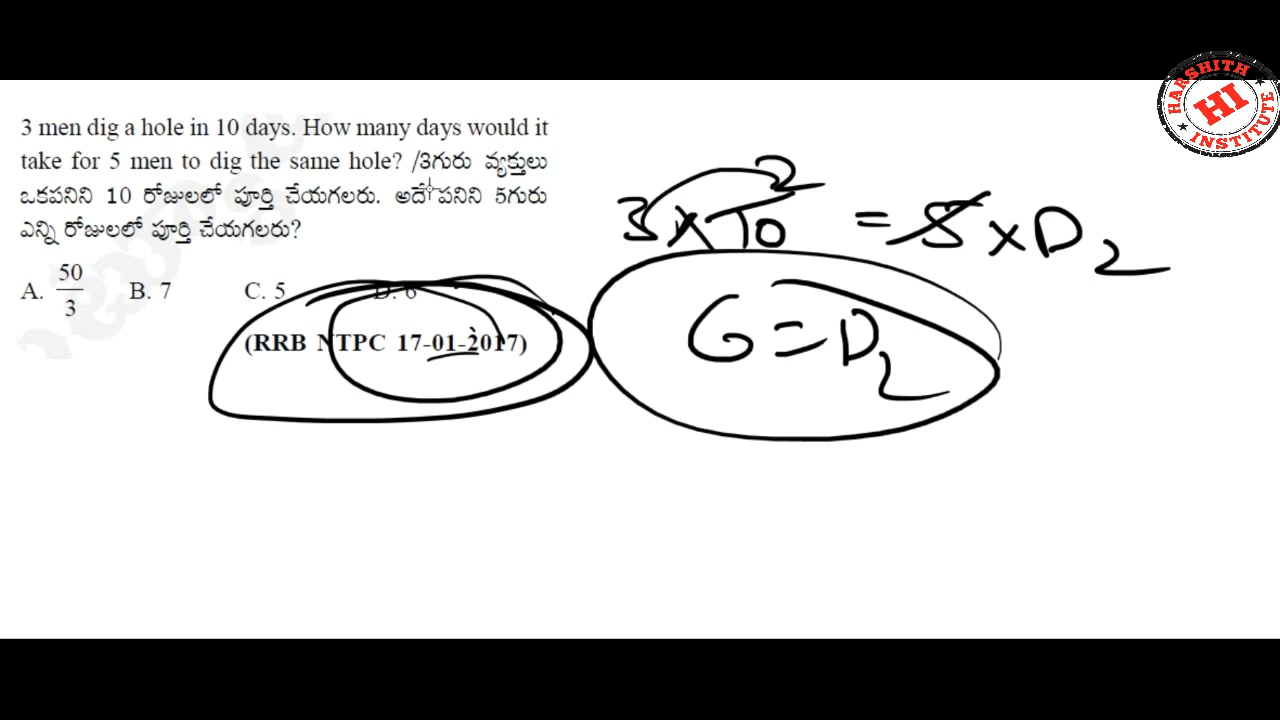 3 men dig a hole in 10 days. How many days would it
take for 5 men to dig the same hole? /3గురు వ్యక్తులు
ఒకపనిని 10 రోజులలో పూర్తి చేయగలరు. అదే పనిని 5గురు
ఎన్ని రోజులలో పూర్తి చేయగలరు?
A. 50/3 B. 7 C. 5 D. 6
(RRB NTPC 17-01-2017)
2
3 x 10 = 5 x D2
6 = D2
HARSHITH
HI
INSTITUTE